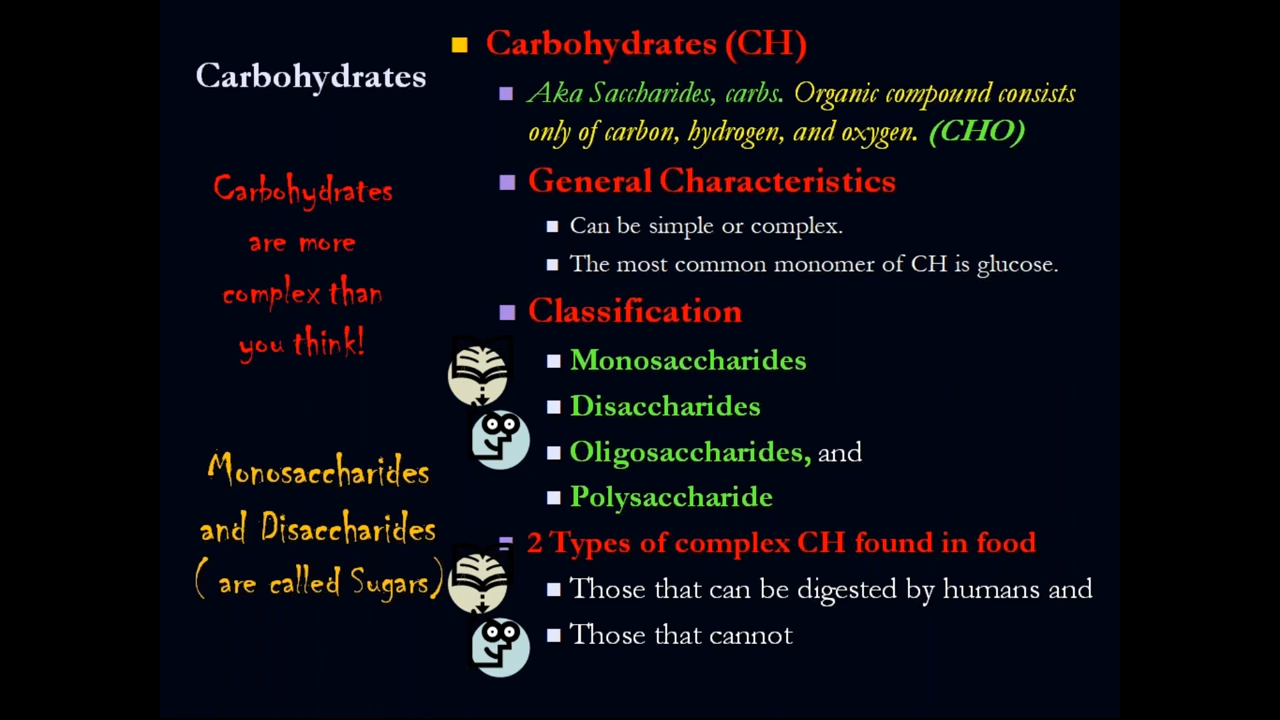 Carbohydrates
Carbohydrates
are more
complex than
you think!
Monosaccharides
and Disaccharides
( are called Sugars)
Carbohydrates (CH)
Aka Saccharides, carbs. Organic compound consists
only of carbon, hydrogen, and oxygen. (CHO)
General Characteristics
Can be simple or complex.
The most common monomer of CH is glucose.
Classification
Monosaccharides
Disaccharides
Oligosaccharides, and
Polysaccharide
2 Types of complex CH found in food
Those that can be digested by humans and
Those that cannot